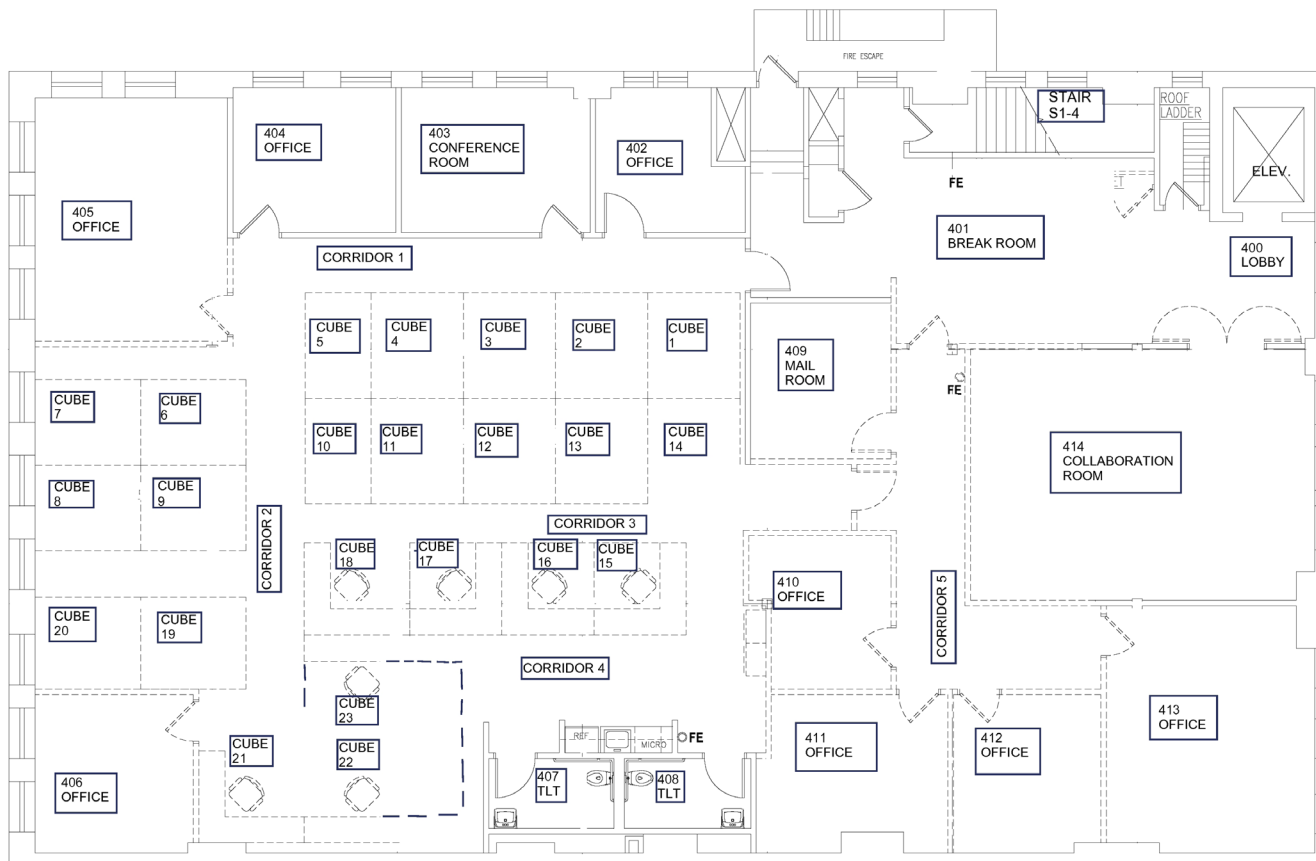 FIRE ESCAPE
STAIR
S1-4
ROOF
LADDER
404
OFFICE
403
CONFERENCE
ROOM
402
OFFICE
ELEV.
FE
405
OFFICE
401
BREAK ROOM
400
LOBBY
CORRIDOR 1
CUBE
5
CUBE
4
CUBE
3
CUBE
2
CUBE
1
409
MAIL
ROOM
FE
CUBE
7
CUBE
6
CUBE
10
CUBE
11
CUBE
12
CUBE
13
CUBE
14
414
COLLABORATION
ROOM
CUBE
8
CUBE
9
CORRIDOR 2
CORRIDOR 3
CUBE
18
CUBE
17
CUBE
16
CUBE
15
410
OFFICE
CORRIDOR 5
CUBE
20
CUBE
19
CORRIDOR 4
CUBE
23
413
OFFICE
CUBE
21
CUBE
22
REF
MICRO
FE
411
OFFICE
412
OFFICE
406
OFFICE
407
TLT
408
TLT